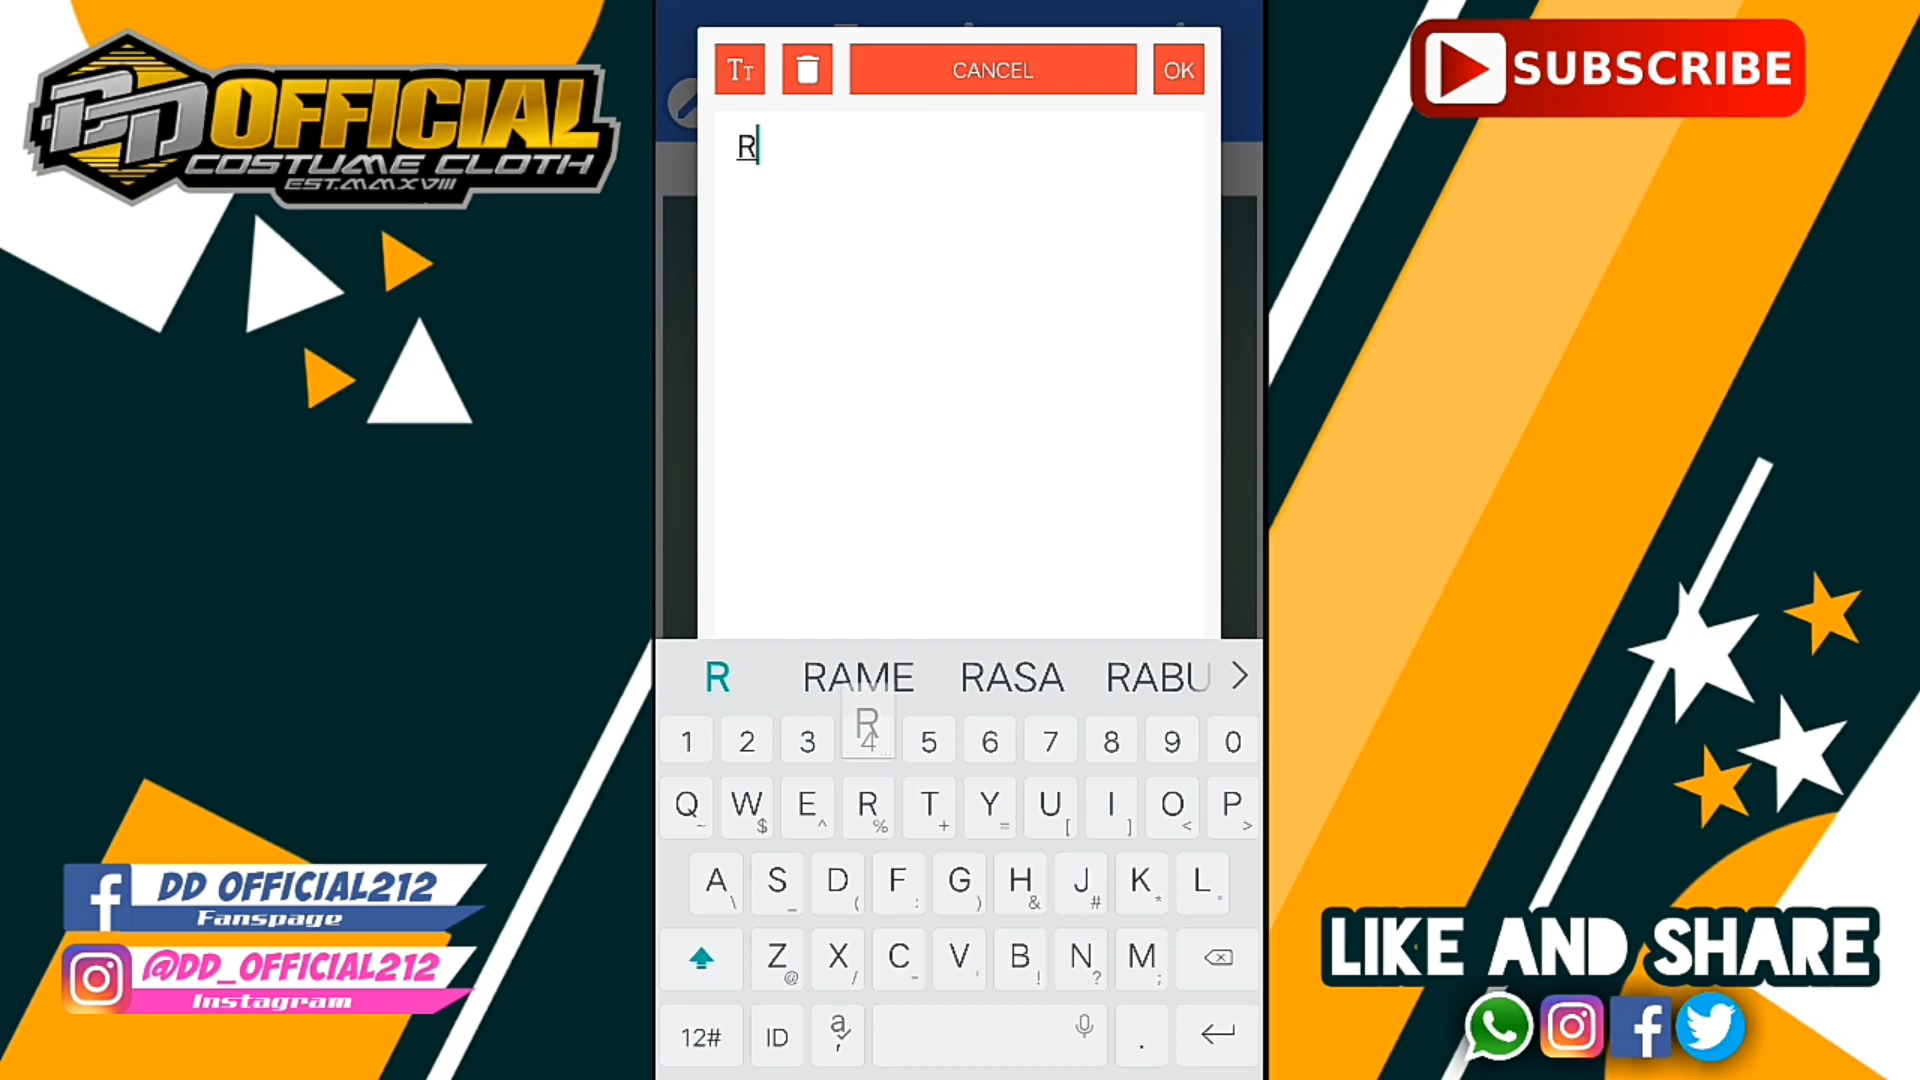 DD OFFICIAL
COSTUME CLOTH
EST.MMXVIII
TT
CANCEL
OK
SUBSCRIBE
R
R RAME RASA RABU
R
1 2 3 4 5 6 7 8 9 0
Q W E R T Y U I O P
~ $ ^ % + = [ ] < >
A S D F G H J K L
\ _ ( : ) & # * "
Z X C V B N M
@ / - ' ! ? ;
12# ID a, .
DD OFFICIAL212
Fanspage
@DD_OFFICIAL212
Instagram
LIKE AND SHARE